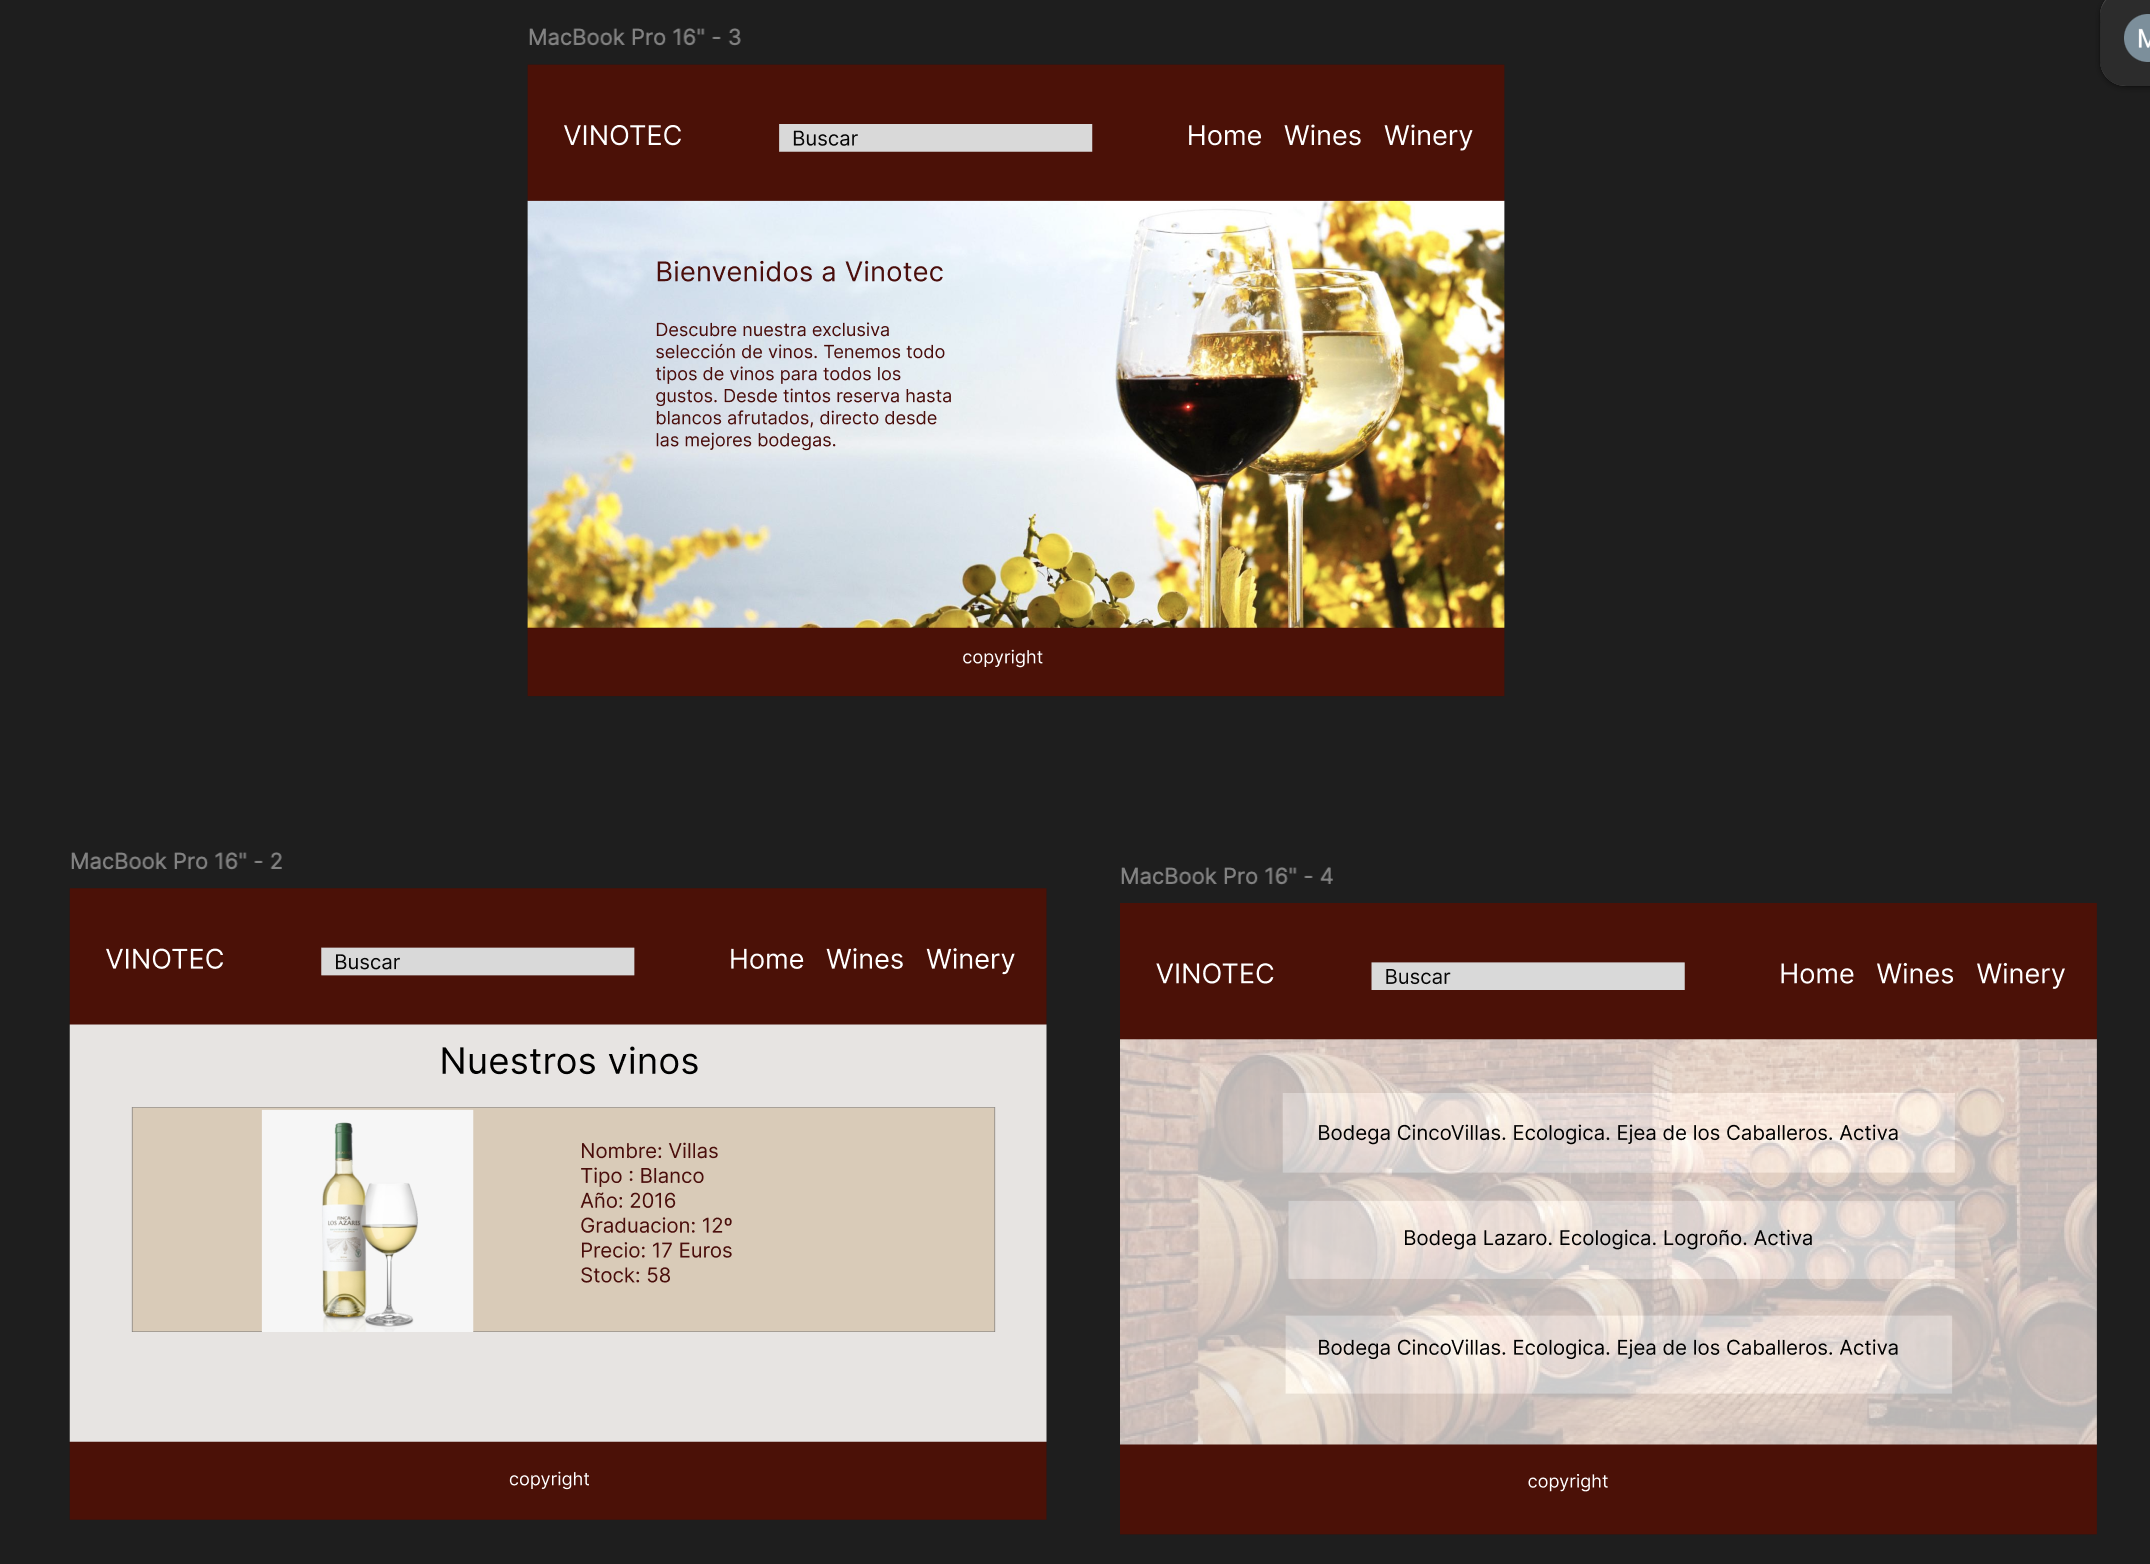 MacBook Pro 16" - 3
VINOTEC
Buscar
Home Wines Winery
Bienvenidos a Vinotec
Descubre nuestra exclusiva
selección de vinos. Tenemos todo
tipos de vinos para todos los
gustos. Desde tintos reserva hasta
blancos afrutados, directo desde
las mejores bodegas.
copyright
MacBook Pro 16" - 2
VINOTEC
Buscar
Home Wines Winery
Nuestros vinos
FINCA
LOS AZARES
Nombre: Villas
Tipo : Blanco
Año: 2016
Graduacion: 12º
Precio: 17 Euros
Stock: 58
copyright
MacBook Pro 16" - 4
VINOTEC
Buscar
Home Wines Winery
Bodega CincoVillas. Ecologica. Ejea de los Caballeros. Activa
Bodega Lazaro. Ecologica. Logroño. Activa
Bodega CincoVillas. Ecologica. Ejea de los Caballeros. Activa
copyright
M